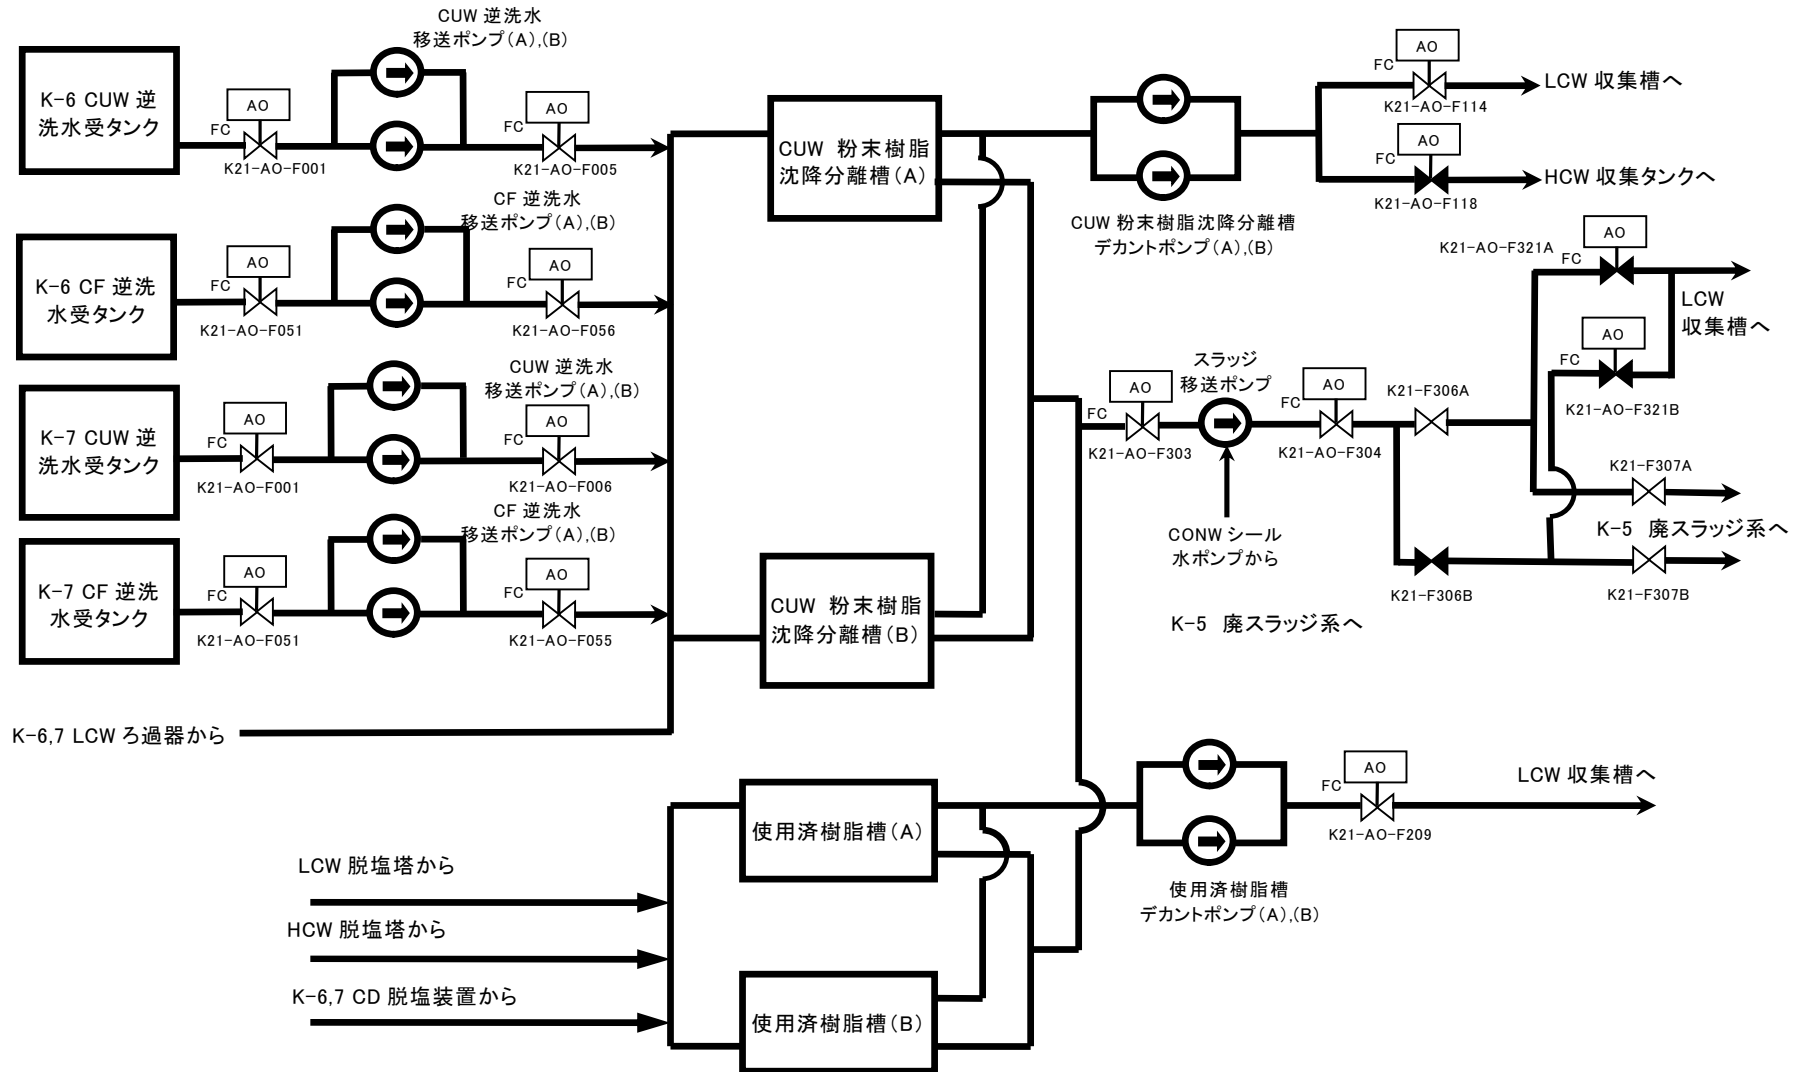 CUW 逆洗水
移送ポンプ(A),(B)
K-6 CUW 逆
洗水受タンク
FC
AO
K21-AO-F001
FC
AO
K21-AO-F005
CF 逆洗水
移送ポンプ(A),(B)
K-6 CF 逆洗
水受タンク
FC
AO
K21-AO-F051
FC
AO
K21-AO-F056
CUW 逆洗水
移送ポンプ(A),(B)
K-7 CUW 逆
洗水受タンク
FC
AO
K21-AO-F001
FC
AO
K21-AO-F006
CF 逆洗水
移送ポンプ(A),(B)
K-7 CF 逆洗
水受タンク
FC
AO
K21-AO-F051
FC
AO
K21-AO-F055
K-6,7 LCW ろ過器から
CUW 粉末樹脂
沈降分離槽(A)
CUW 粉末樹脂
沈降分離槽(B)
CUW 粉末樹脂沈降分離槽
デカントポンプ(A),(B)
FC
AO
K21-AO-F114
LCW 収集槽へ
FC
AO
K21-AO-F118
HCW 収集タンクへ
K21-AO-F321A
FC
AO
LCW
収集槽へ
FC
AO
K21-AO-F321B
FC
AO
K21-AO-F303
スラッジ
移送ポンプ
FC
AO
K21-AO-F304
K21-F306A
K21-F307A
CONW シール
水ポンプから
K-5 廃スラッジ系へ
K21-F306B
K21-F307B
K-5 廃スラッジ系へ
LCW 脱塩塔から
HCW 脱塩塔から
K-6,7 CD 脱塩装置から
使用済樹脂槽(A)
使用済樹脂槽(B)
使用済樹脂槽
デカントポンプ(A),(B)
FC
AO
K21-AO-F209
LCW 収集槽へ